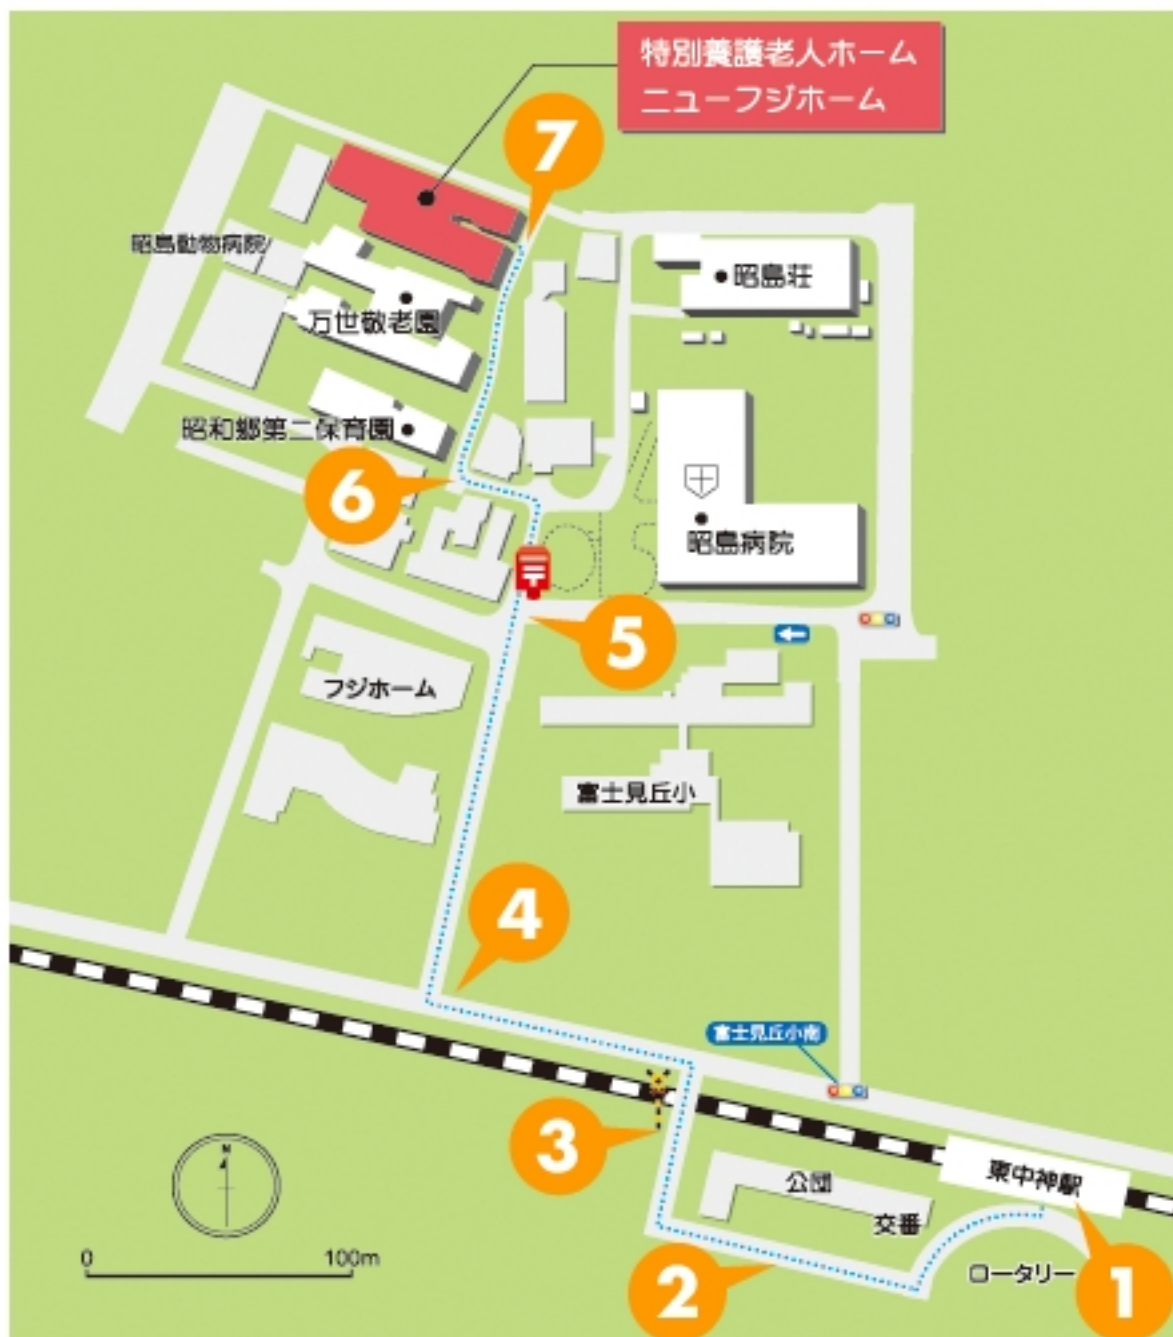 特別養護老人ホーム
ニューフジホーム
7
昭島動物病院
昭島荘
万世敬老園
昭和郷第二保育園
6
昭島病院
5
フジホーム
富士見丘小
4
富士見丘小南
3
N
公団
東中神駅
交番
0 100m
2
ロータリー
1